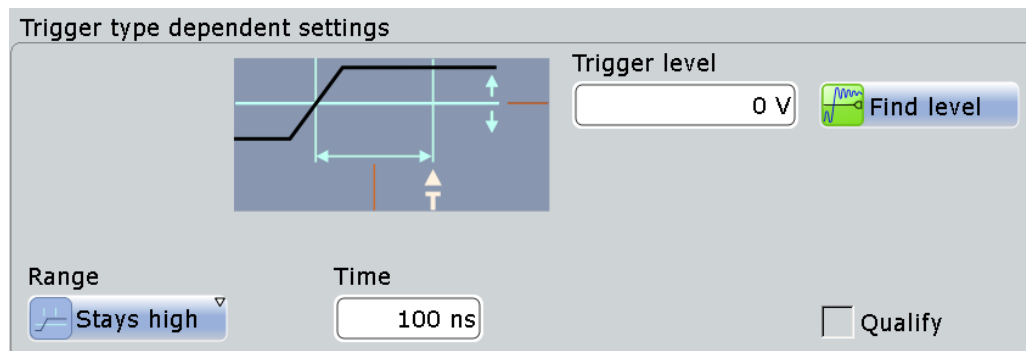 Trigger type dependent settings
Trigger level
0 V
Find level
T
Range
Time
Stays high
100 ns
Qualify